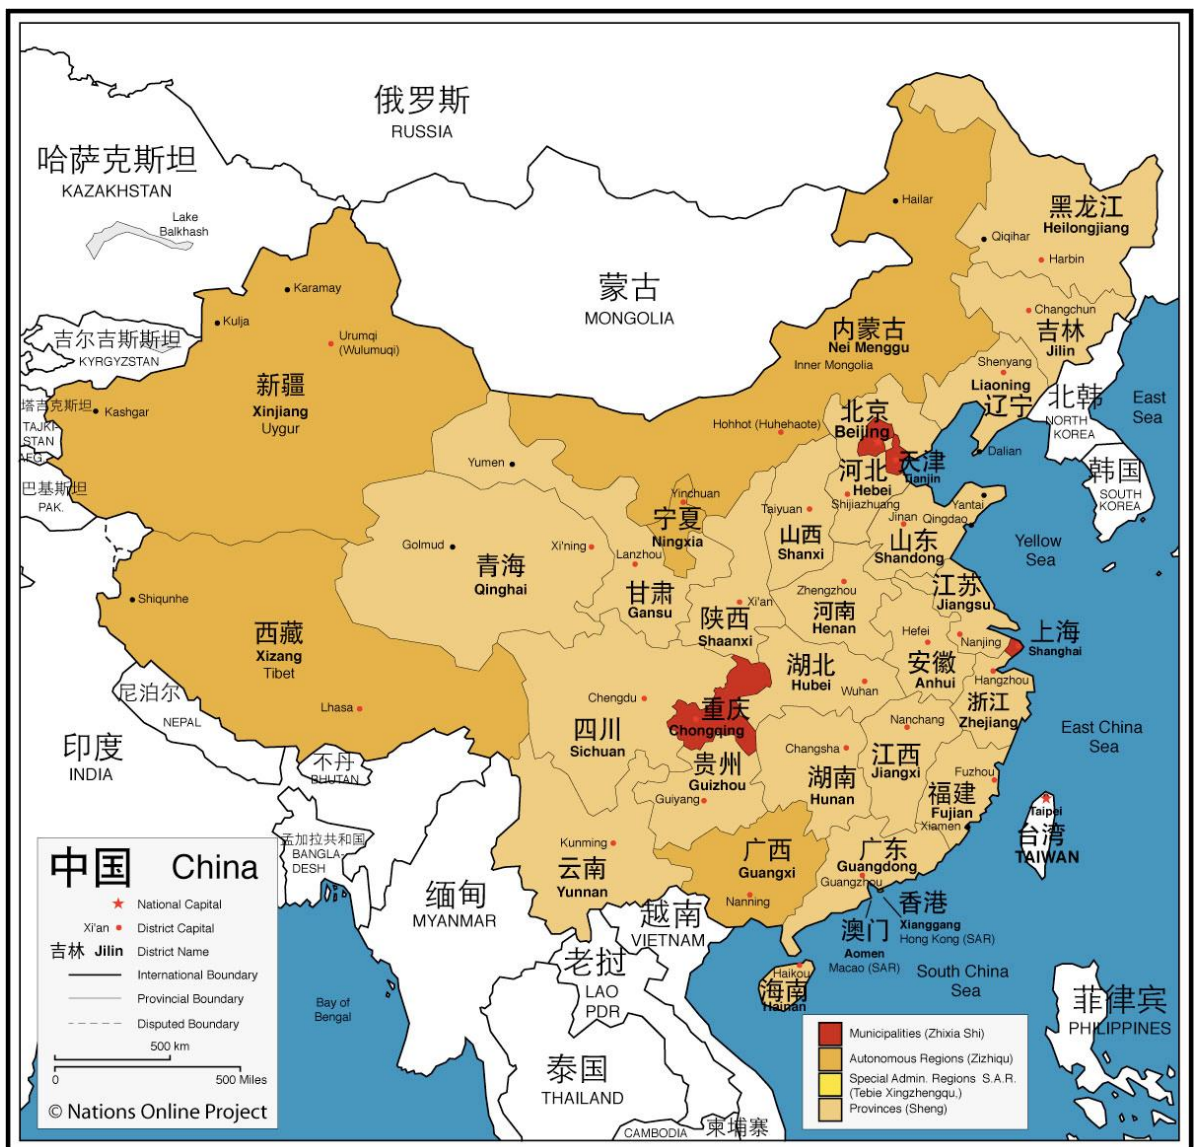 俄罗斯
RUSSIA
哈萨克斯坦
KAZAKHSTAN
Lake
Balkhash
Hailar
黑龙江
Heilongjiang
Qiqihar
Harbin
蒙古
MONGOLIA
Karamay
Kulja
Urumqi
(Wulumuqi)
吉尔吉斯斯坦
KYRGYZSTAN
Changchun
吉林
Jilin
内蒙古
Nei Menggu
Inner Mongolia
Shenyang
Liaoning
辽宁
新疆
Xinjiang
Uygur
塔吉克斯坦
TAJKI-
STAN
Kashgar
AFG.
巴基斯坦
PAK.
北京
Beijing
北韩
NORTH
KOREA
East
Sea
Hohhot (Huhehaote)
天津
Tianjin
Dalian
河北
Hebei
Shijiazhuang
韩国
SOUTH
KOREA
Yumen
Yinchuan
宁夏
Ningxia
Taiyuan
山西
Shanxi
Yantai
Jinan
Qingdao
山东
Shandong
Yellow
Sea
Golmud
Xi'ning
Lanzhou
青海
Qinghai
甘肃
Gansu
Zhengzhou
河南
Henan
江苏
Jiangsu
Shiqunhe
Xi'an
陕西
Shaanxi
西藏
Xizang
Tibet
Hefei
Nanjing
上海
Shanghai
安徽
Anhui
湖北
Hubei
Wuhan
Hangzhou
浙江
Zhejiang
尼泊尔
NEPAL
Lhasa
Chengdu
四川
Sichuan
重庆
Chongqing
Nanchang
江西
Jiangxi
East China
Sea
印度
INDIA
不丹
BHUTAN
贵州
Guizhou
Guiyang
Changsha
湖南
Hunan
福建
Fujian
Fuzhou
Xiamen
Taipei
台湾
TAIWAN
孟加拉共和国
BANGLA-
DESH
Kunming
云南
Yunnan
广西
Guangxi
Nanning
广东
Guangdong
Guangzhou
缅甸
MYANMAR
越南
VIETNAM
香港
Xianggang
Hong Kong (SAR)
澳门
Aomen
Macao (SAR)
老挝
LAO
PDR
Haikou
海南
Hainan
South China
Sea
菲律宾
PHILIPPINES
Bay of
Bengal
泰国
THAILAND
CAMBODIA
柬埔寨
中国 China
National Capital
Xi'an District Capital
吉林 Jilin District Name
International Boundary
Provincial Boundary
Disputed Boundary
500 km
0 500 Miles
© Nations Online Project
Municipalities (Zhixia Shi)
Autonomous Regions (Zizhiqu)
Special Admin. Regions S.A.R.
(Tebie Xingzhengqu,)
Provinces (Sheng)